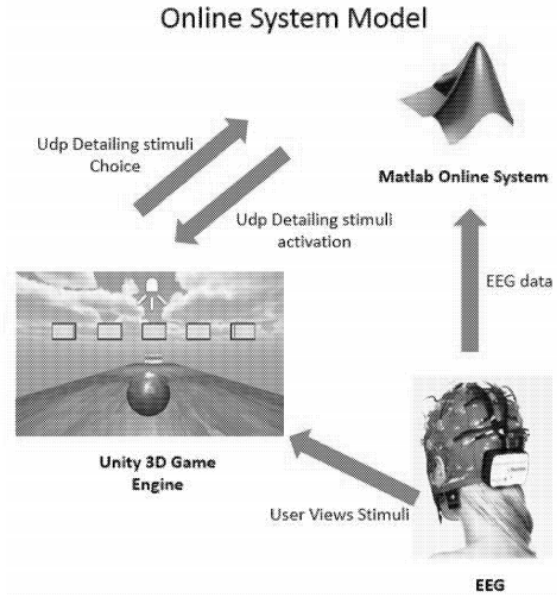 Online System Model
Udp Detailing stimuli
Choice
Matlab Online System
Udp Detailing stimuli
activation
EEG data
Unity 3D Game
Engine
User Views Stimuli
EEG